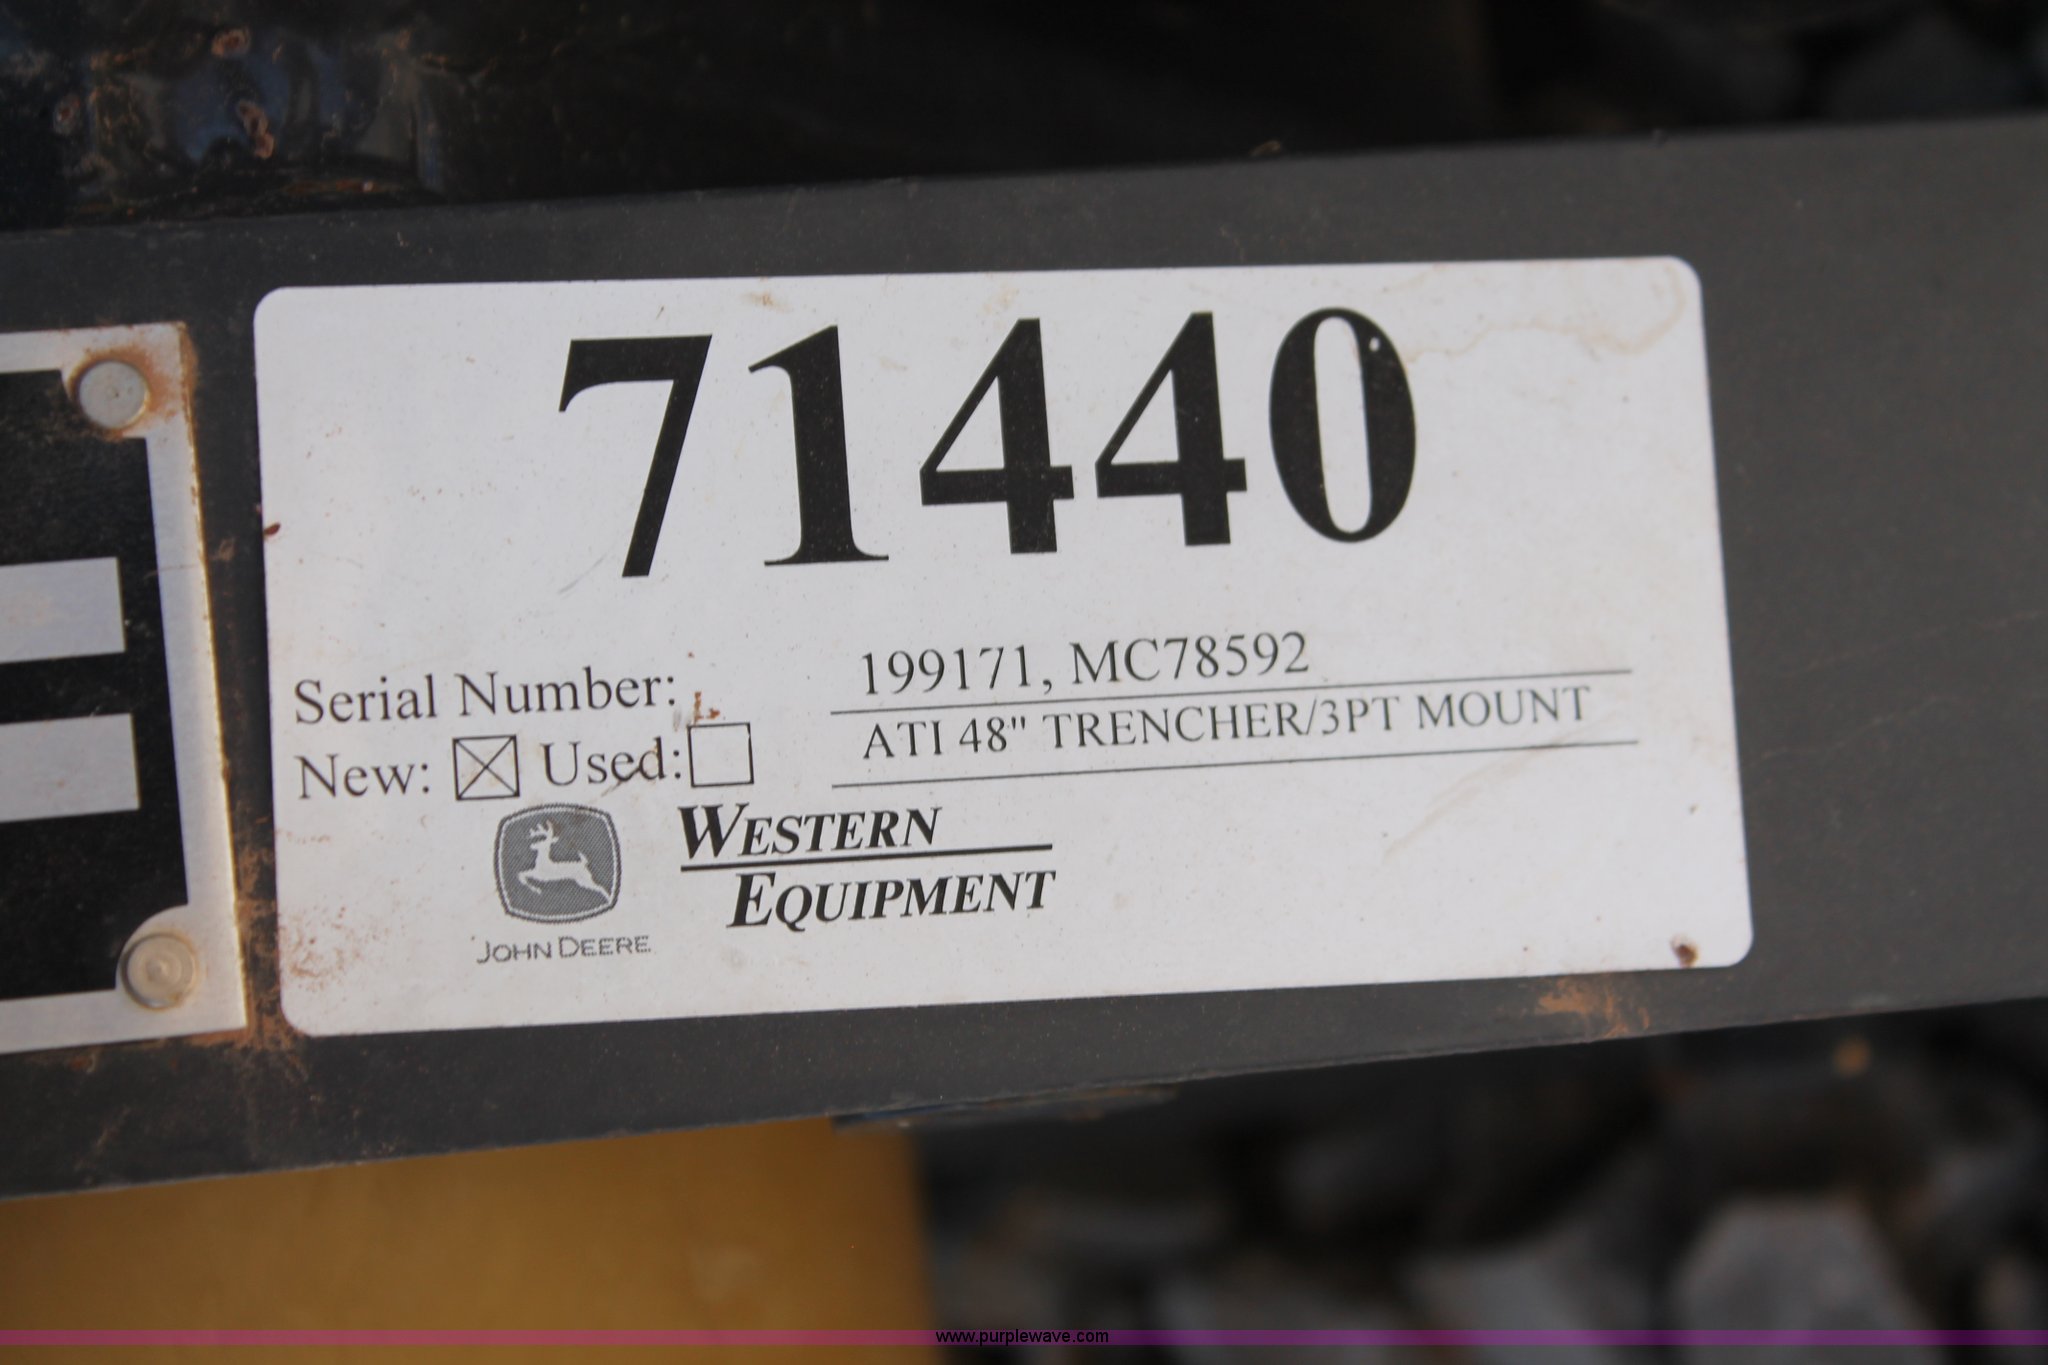 71440
Serial Number: 199171, MC78592
New: Used: ATI 48" TRENCHER/3PT MOUNT
WESTERN
EQUIPMENT
JOHN DEERE
www.purplewave.com